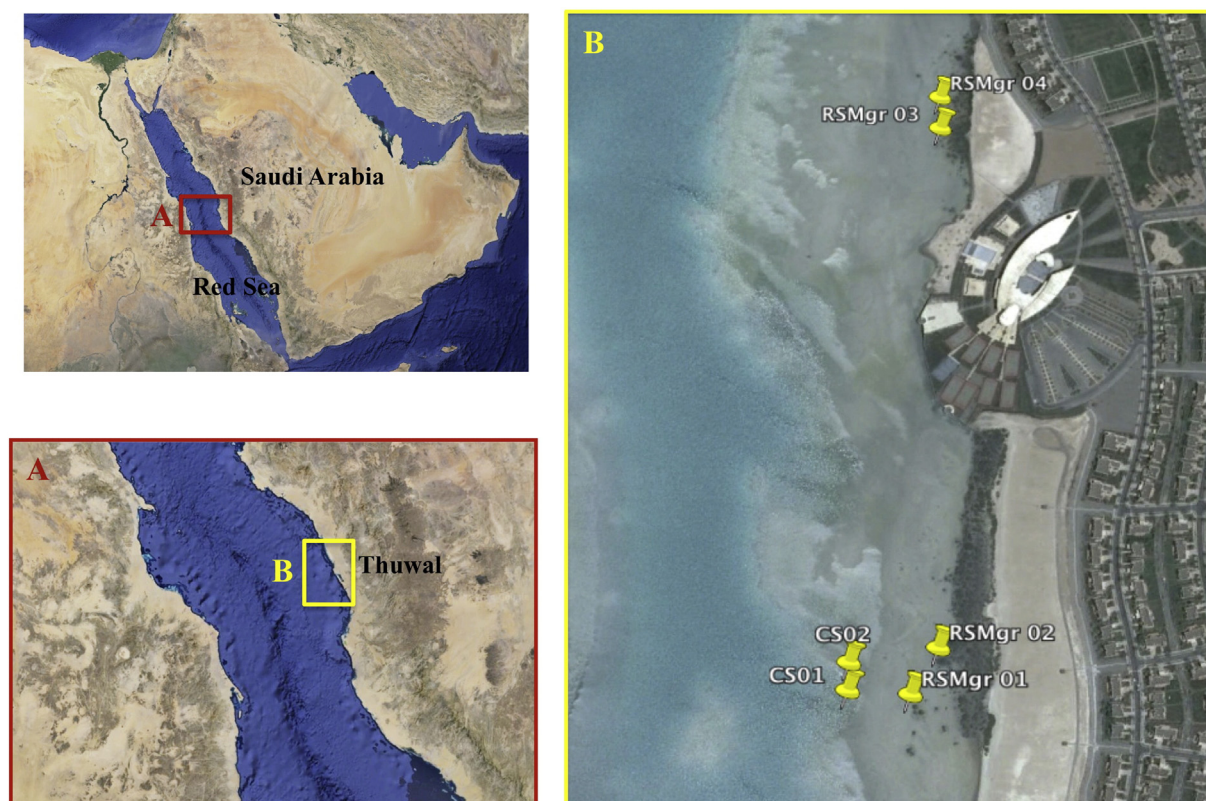 Saudi Arabia
A
Red Sea
A
B
Thuwal
B
RSMgr 04
RSMgr 03
CS02
RSMgr 02
CS01
RSMgr 01